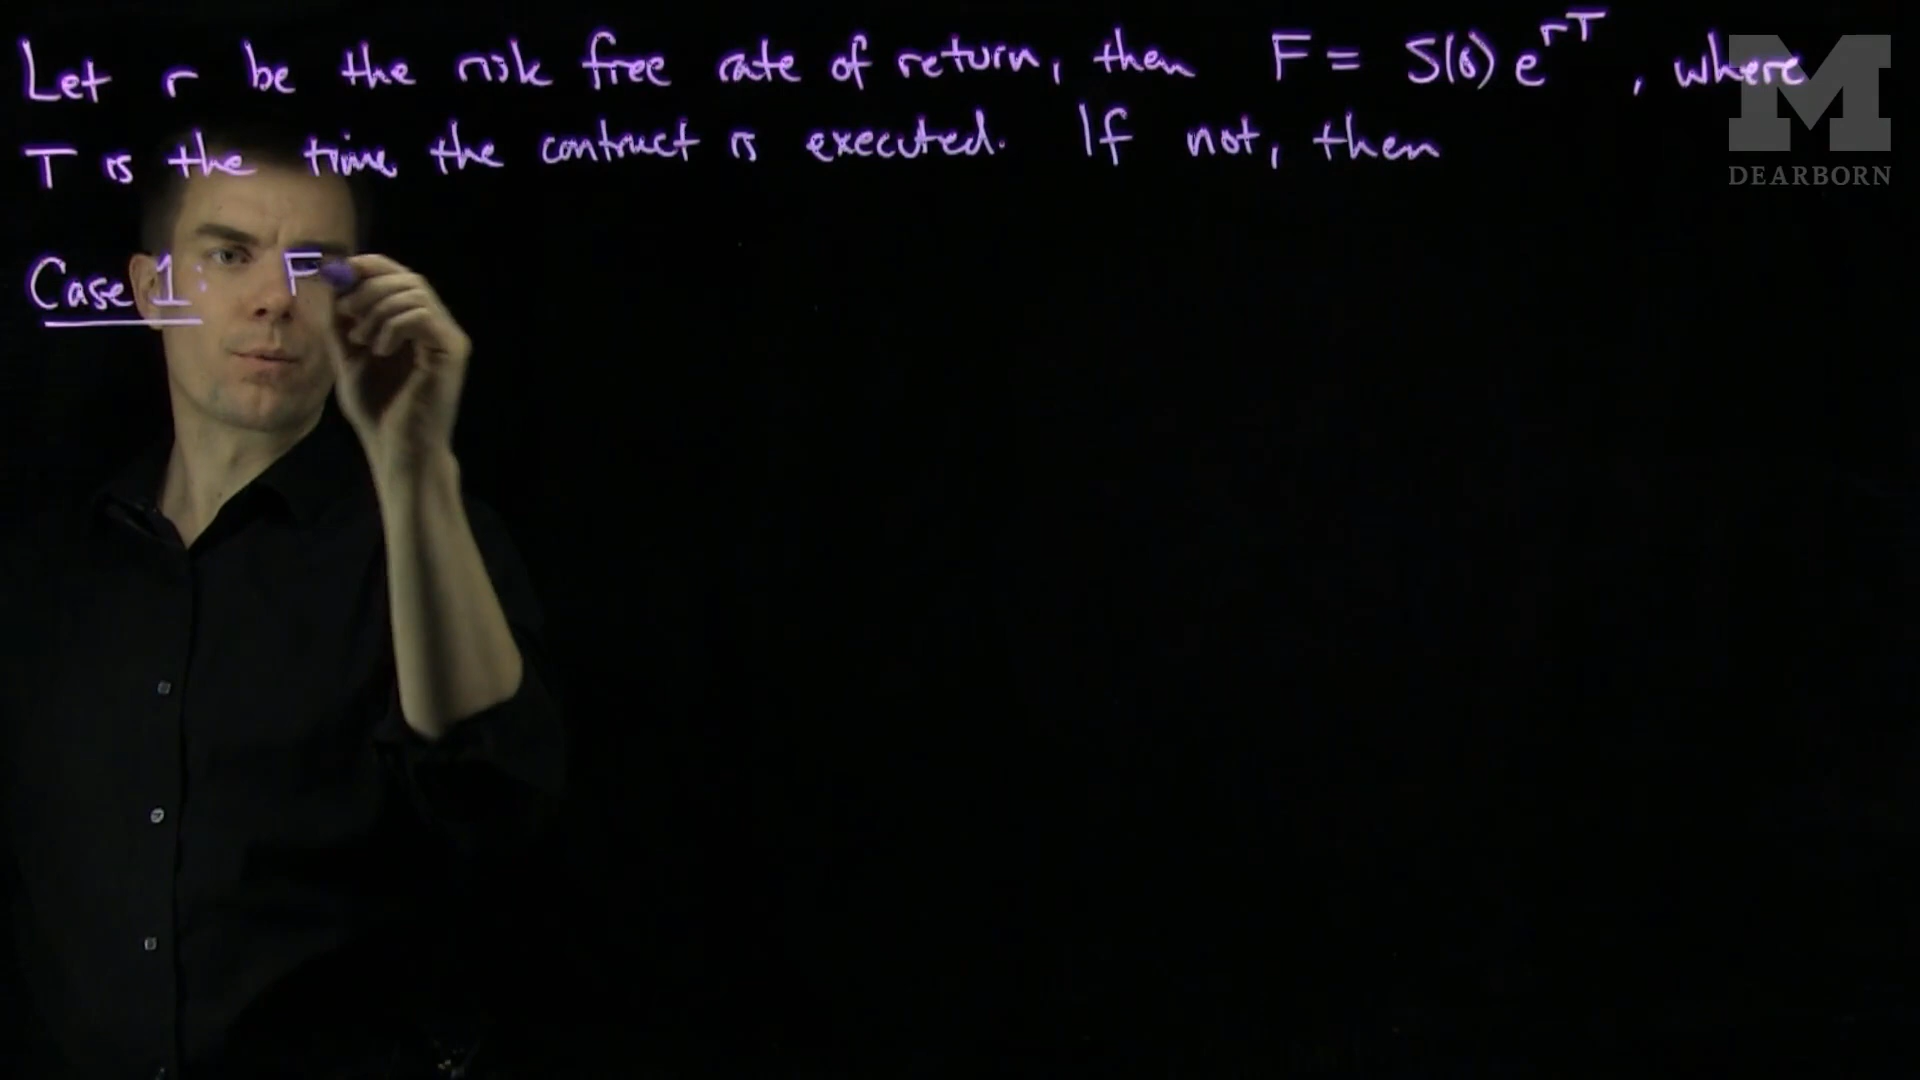 Let r be the risk free rate of return, then F = S(0) e^{rT}, where
T is the time the contract is executed. If not, then
Case 1: F
M
DEARBORN